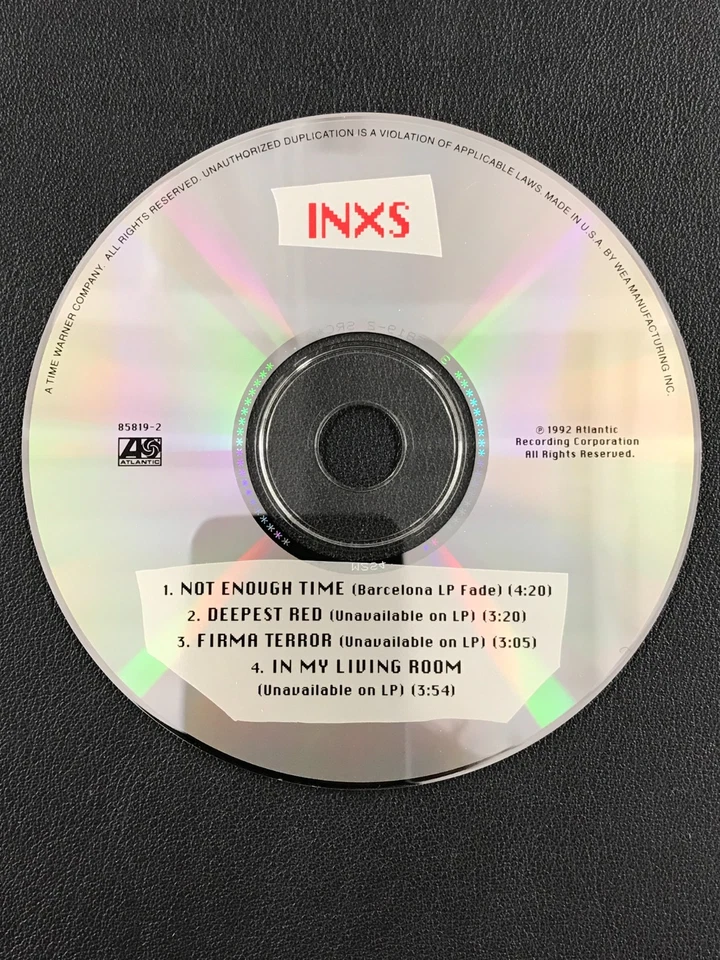 A TIME WARNER COMPANY. ALL RIGHTS RESERVED. UNAUTHORIZED DUPLICATION IS A VIOLATION OF APPLICABLE LAWS. MADE IN U.S.A. BY WEA MANUFACTURING INC.
INXS
85819-2
ATLANTIC
℗ 1992 Atlantic
Recording Corporation
All Rights Reserved.
1. NOT ENOUGH TIME (Barcelona LP Fade) (4:20)
2. DEEPEST RED (Unavailable on LP) (3:20)
3. FIRMA TERROR (Unavailable on LP) (3:05)
4. IN MY LIVING ROOM
(Unavailable on LP) (3:54)